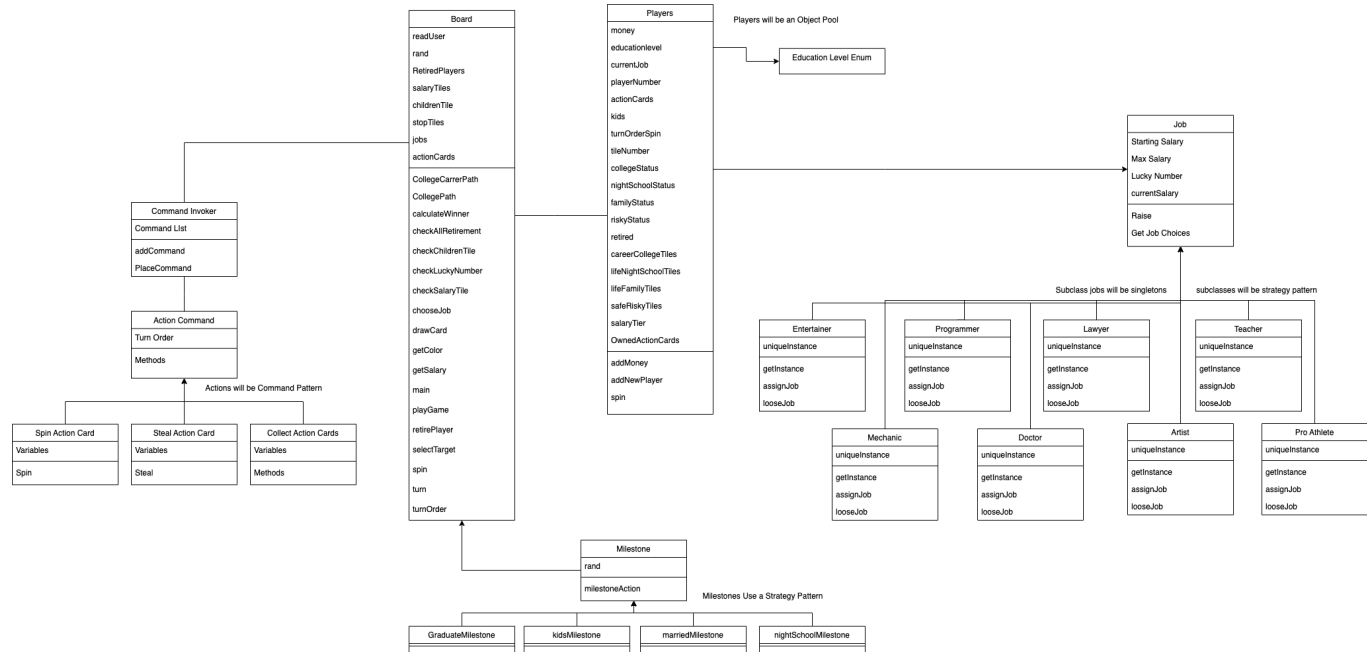 Board
readUser
rand
RetiredPlayers
salaryTiles
childrenTile
stopTiles
jobs
actionCards
CollegeCarrerPath
CollegePath
calculateWinner
checkAllRetirement
checkChildrenTile
checkLuckyNumber
checkSalaryTile
chooseJob
drawCard
getColor
getSalary
main
playGame
retirePlayer
selectTarget
spin
turn
turnOrder
Players
money
educationlevel
currentJob
playerNumber
actionCards
kids
turnOrderSpin
tileNumber
collegeStatus
nightSchoolStatus
familyStatus
riskyStatus
retired
careerCollegeTiles
lifeNightSchoolTiles
lifeFamilyTiles
safeRiskyTiles
salaryTier
OwnedActionCards
addMoney
addNewPlayer
spin
Players will be an Object Pool
Education Level Enum
Job
Starting Salary
Max Salary
Lucky Number
currentSalary
Raise
Get Job Choices
Command Invoker
Command LIst
addCommand
PlaceCommand
Action Command
Turn Order
Methods
Actions will be Command Pattern
Spin Action Card
Variables
Spin
Steal Action Card
Variables
Steal
Collect Action Cards
Variables
Methods
Subclass jobs will be singletons
subclasses will be strategy pattern
Entertainer
uniqueInstance
getInstance
assignJob
looseJob
Programmer
uniqueInstance
getInstance
assignJob
looseJob
Lawyer
uniqueInstance
getInstance
assignJob
looseJob
Teacher
uniqueInstance
getInstance
assignJob
looseJob
Mechanic
uniqueInstance
getInstance
assignJob
looseJob
Doctor
uniqueInstance
getInstance
assignJob
looseJob
Artist
uniqueInstance
getInstance
assignJob
looseJob
Pro Athlete
uniqueInstance
getInstance
assignJob
looseJob
Milestone
rand
milestoneAction
Milestones Use a Strategy Pattern
GraduateMilestone
kidsMilestone
marriedMilestone
nightSchoolMilestone